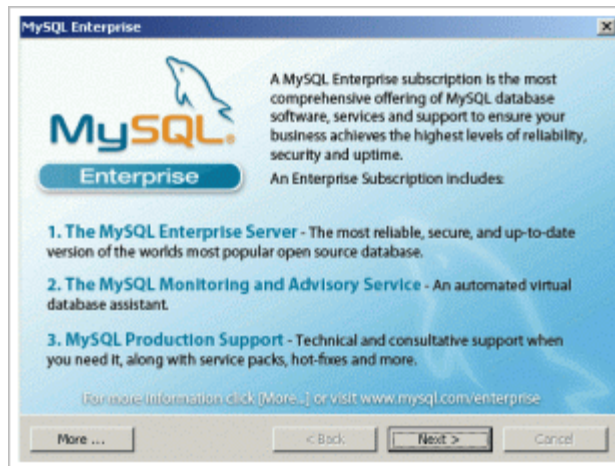 MySQL Enterprise
A MySQL Enterprise subscription is the most
comprehensive offering of MySQL database
software, services and support to ensure your
business achieves the highest levels of reliability,
security and uptime.
MySQL
Enterprise
An Enterprise Subscription includes:
1. The MySQL Enterprise Server - The most reliable, secure, and up-to-date
version of the worlds most popular open source database.
2. The MySQL Monitoring and Advisory Service - An automated virtual
database assistant.
3. MySQL Production Support - Technical and consultative support when
you need it, along with service packs, hot-fixes and more.
For more information click [More...] or visit www.mysql.com/enterprise
More ...
< Back
Next >
Cancel